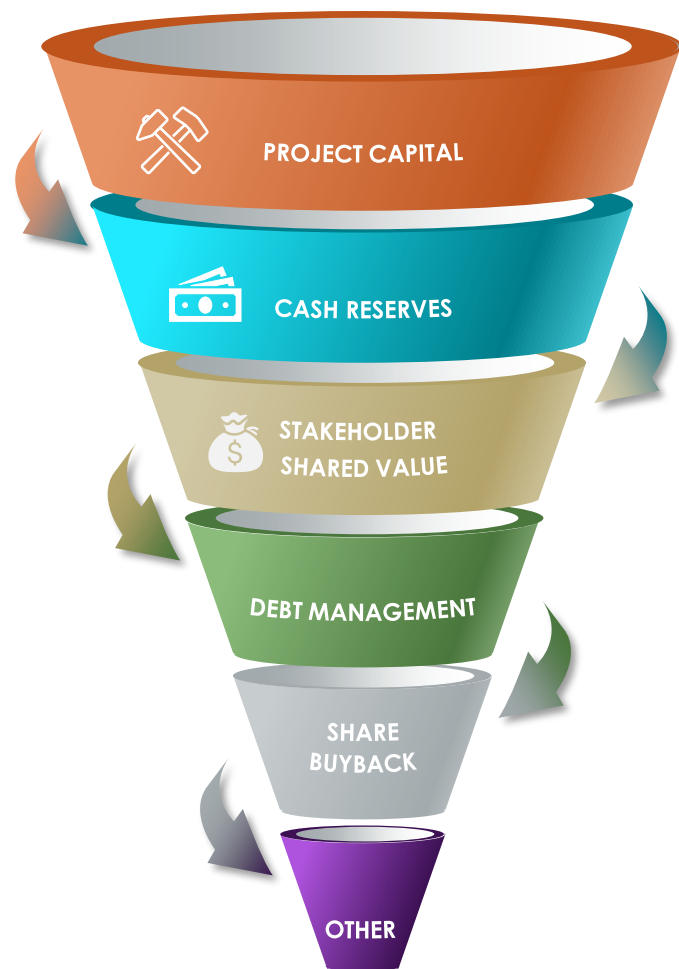 PROJECT CAPITAL
CASH RESERVES
STAKEHOLDER
SHARED VALUE
$
DEBT MANAGEMENT
SHARE
BUYBACK
OTHER